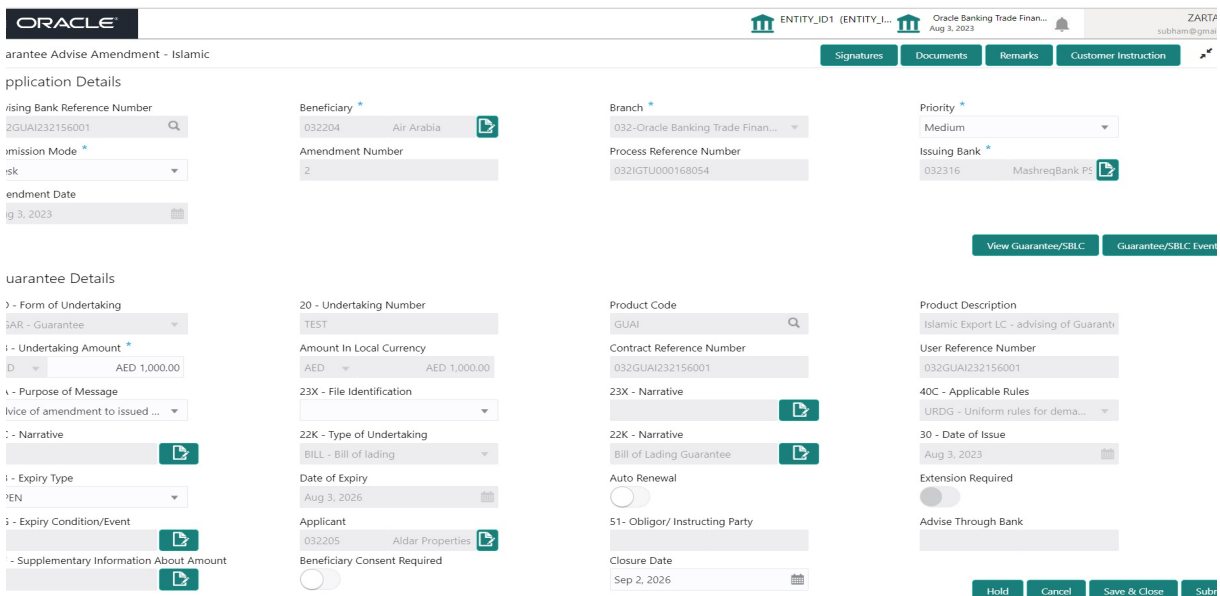 ORACLE
ENTITY_ID1 (ENTITY_I...
Oracle Banking Trade Finan...
Aug 3, 2023
ZARTA
subham@gmai
arantee Advise Amendment - Islamic
Signatures
Documents
Remarks
Customer Instruction
pplication Details
vising Bank Reference Number
Beneficiary *
Branch *
Priority *
2GUAI232156001
032204 Air Arabia
032-Oracle Banking Trade Finan...
Medium
omission Mode *
Amendment Number
Process Reference Number
Issuing Bank *
esk
2
032IGTU000168054
032316 MashreqBank PS
endment Date
ig 3, 2023
View Guarantee/SBLC
Guarantee/SBLC Event
uarantee Details
- Form of Undertaking
20 - Undertaking Number
Product Code
Product Description
GAR - Guarantee
TEST
GUAI
Islamic Export LC - advising of Guarante
- Undertaking Amount *
Amount In Local Currency
Contract Reference Number
User Reference Number
D AED 1,000.00
AED AED 1,000.00
032GUAI232156001
032GUAI232156001
- Purpose of Message
23X - File Identification
23X - Narrative
40C - Applicable Rules
lvice of amendment to issued ...
URDG - Uniform rules for dema...
- Narrative
22K - Type of Undertaking
22K - Narrative
30 - Date of Issue
BILL - Bill of lading
Bill of Lading Guarantee
Aug 3, 2023
- Expiry Type
Date of Expiry
Auto Renewal
Extension Required
PEN
Aug 3, 2026
- Expiry Condition/Event
Applicant
51- Obligor/ Instructing Party
Advise Through Bank
032205 Aldar Properties
- Supplementary Information About Amount
Beneficiary Consent Required
Closure Date
Sep 2, 2026
Hold
Cancel
Save & Close
Subr